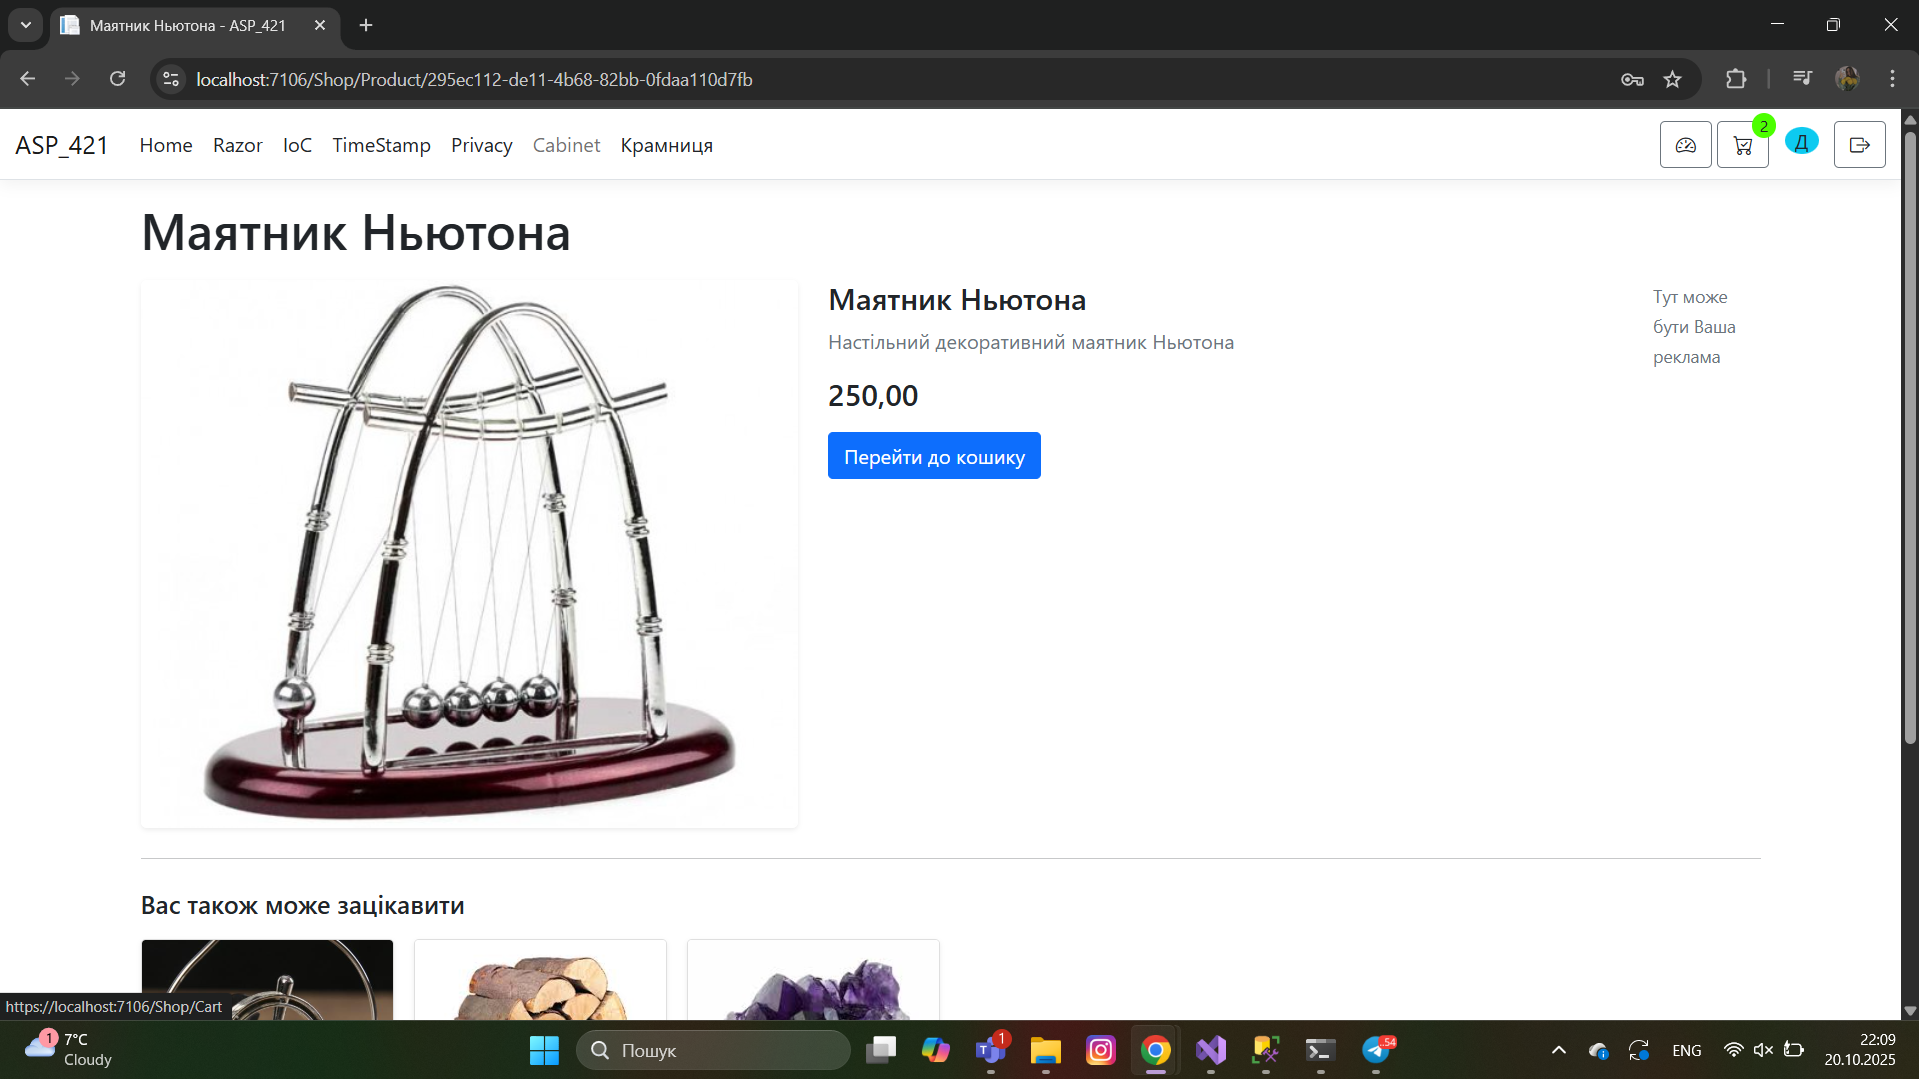 Маятник Ньютона - ASP_421
localhost:7106/Shop/Product/295ec112-de11-4b68-82bb-0fdaa110d7fb
ASP_421 Home Razor IoC TimeStamp Privacy Cabinet Крамниця 2 Д
Маятник Ньютона
Маятник Ньютона
Настільний декоративний маятник Ньютона
250,00
Перейти до кошику
Тут може
бути Ваша
реклама
Вас також може зацікавити
https://localhost:7106/Shop/Cart
1 7°C
Cloudy
Пошук
1
54
ENG
22:09
20.10.2025